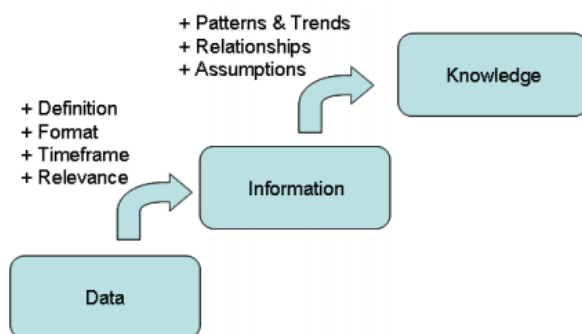 + Patterns & Trends
+ Relationships
+ Assumptions
Knowledge
+ Definition
+ Format
+ Timeframe
+ Relevance
Information
Data